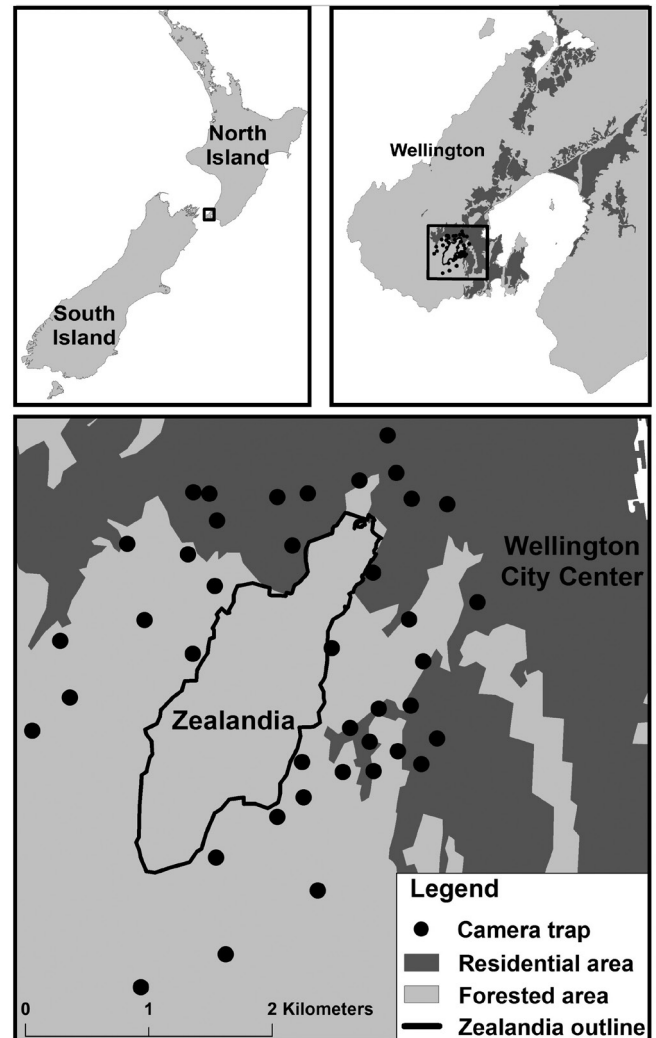 North
Island
South
Island
Wellington
Wellington
City Center
Zealandia
Legend
Camera trap
Residential area
Forested area
Zealandia outline
0 1 2 Kilometers